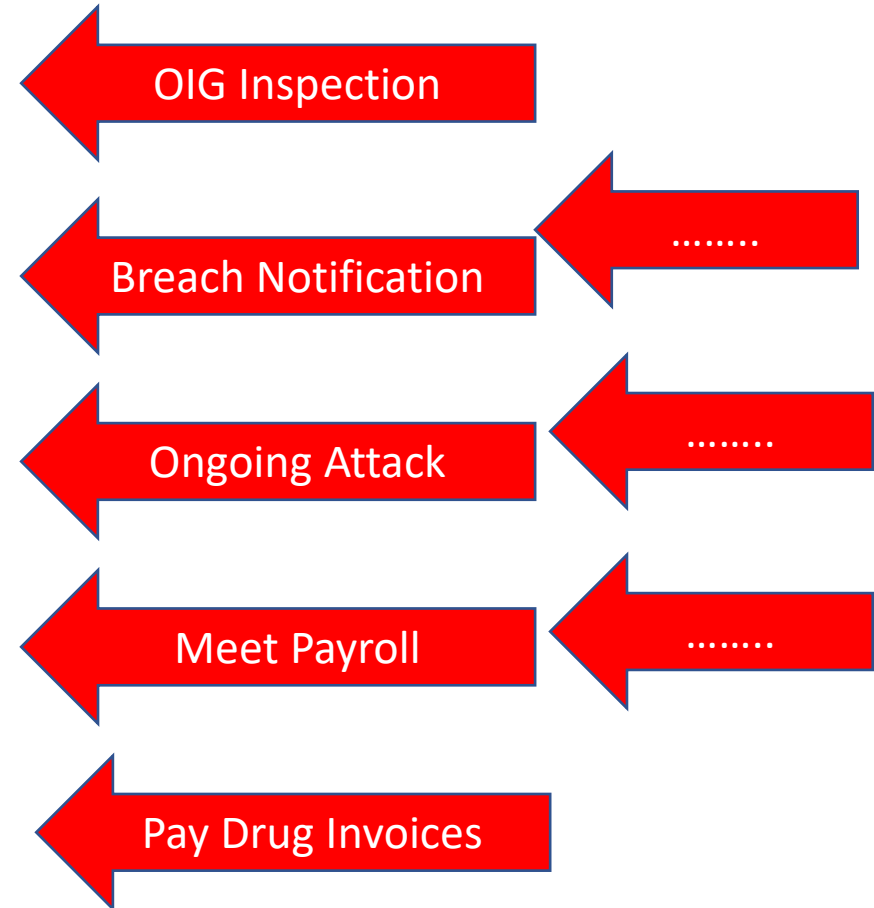 OIG Inspection
……..
Breach Notification
……..
Ongoing Attack
……..
Meet Payroll
Pay Drug Invoices